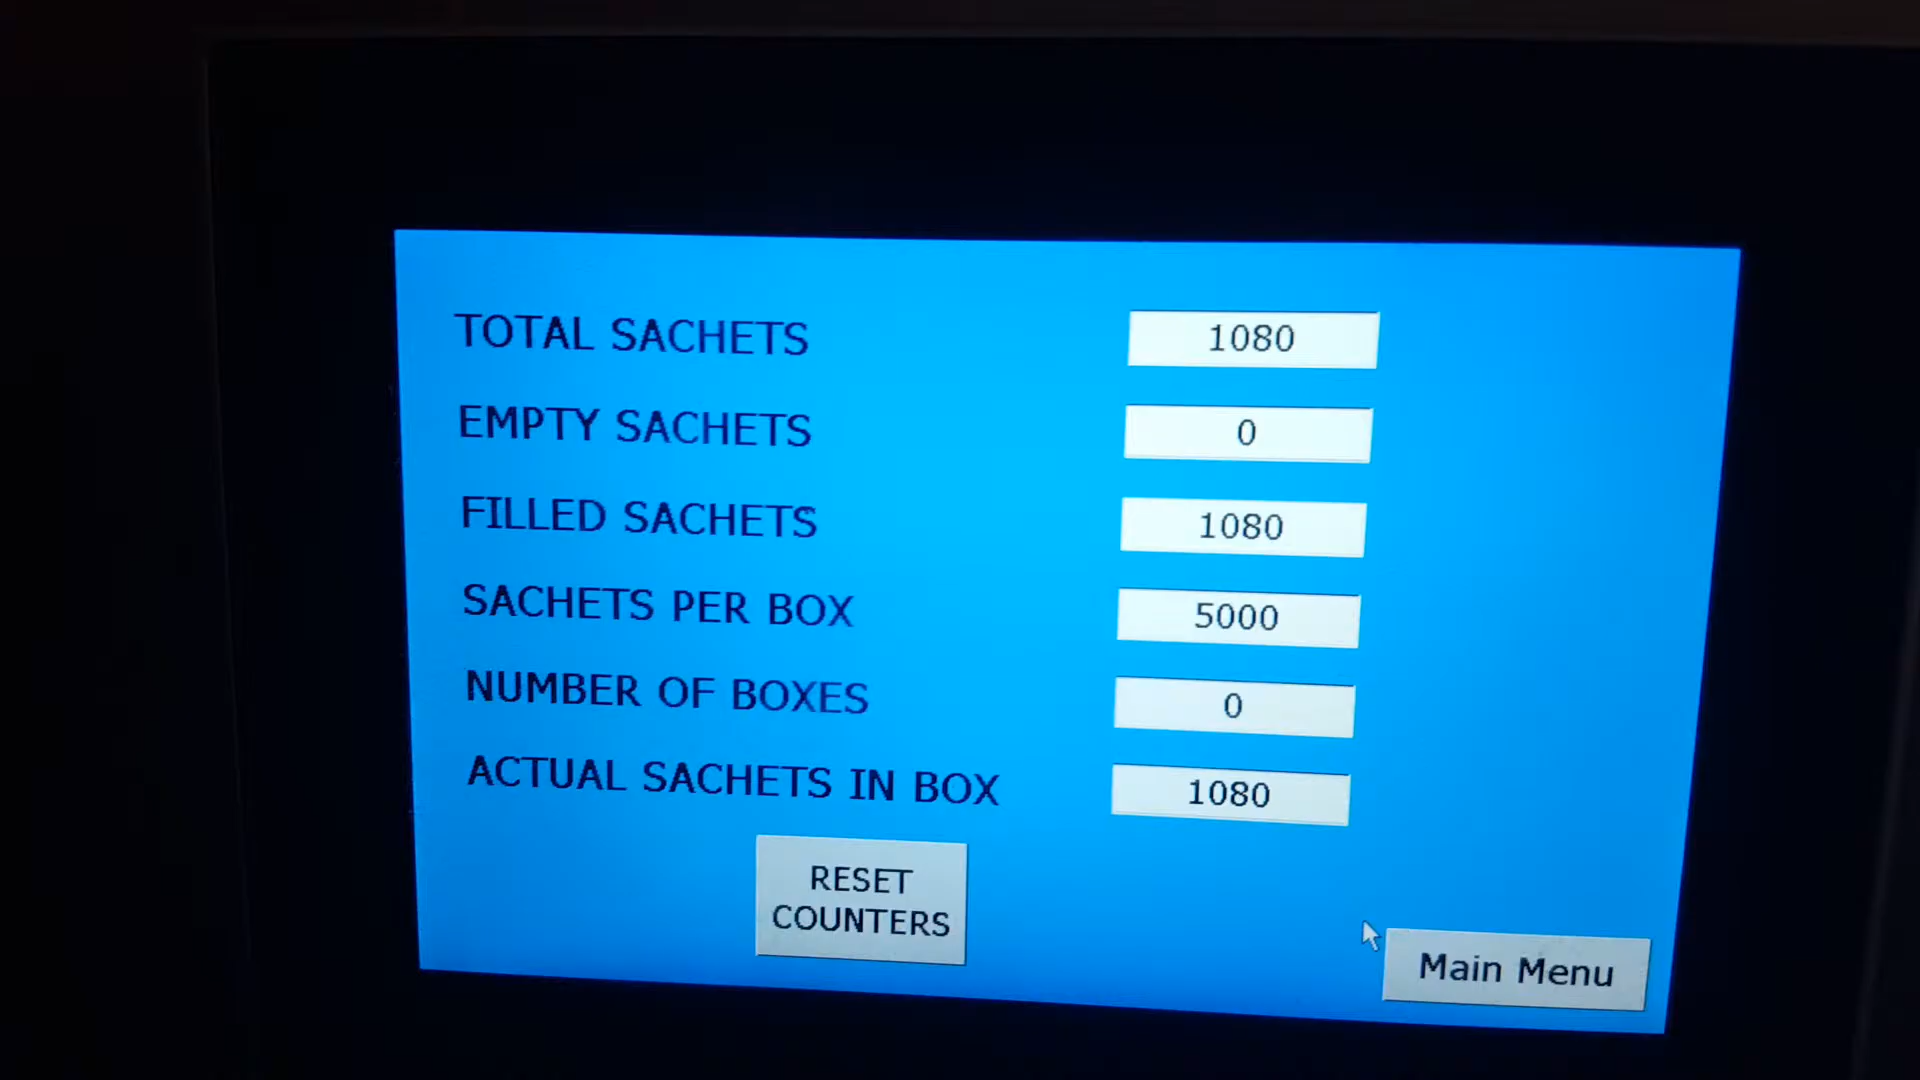 TOTAL SACHETS 1080
EMPTY SACHETS 0
FILLED SACHETS 1080
SACHETS PER BOX 5000
NUMBER OF BOXES 0
ACTUAL SACHETS IN BOX 1080
RESET
COUNTERS
Main Menu